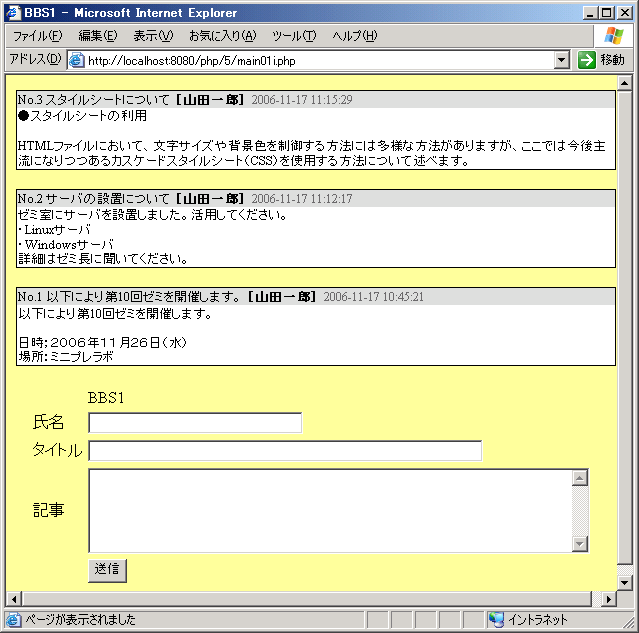 BBS1 - Microsoft Internet Explorer
ファイル(F) 編集(E) 表示(V) お気に入り(A) ツール(T) ヘルプ(H)
アドレス(D) http://localhost:8080/php/5/main01i.php 移動
No.3 スタイルシートについて [山田一郎] 2006-11-17 11:15:29
●スタイルシートの利用
HTMLファイルにおいて、文字サイズや背景色を制御する方法には多様な方法がありますが、ここでは今後主
流になりつつあるカスケードスタイルシート(CSS)を使用する方法について述べます。
No.2 サーバの設置について [山田一郎] 2006-11-17 11:12:17
ゼミ室にサーバを設置しました。活用してください。
・Linuxサーバ
・Windowsサーバ
詳細はゼミ長に聞いてください。
No.1 以下により第10回ゼミを開催します。 [山田一郎] 2006-11-17 10:45:21
以下により第10回ゼミを開催します。
日時;２００６年１１月２６日(水)
場所:ミニプレラボ
BBS1
氏名
タイトル
記事
送信
ページが表示されました イントラネット